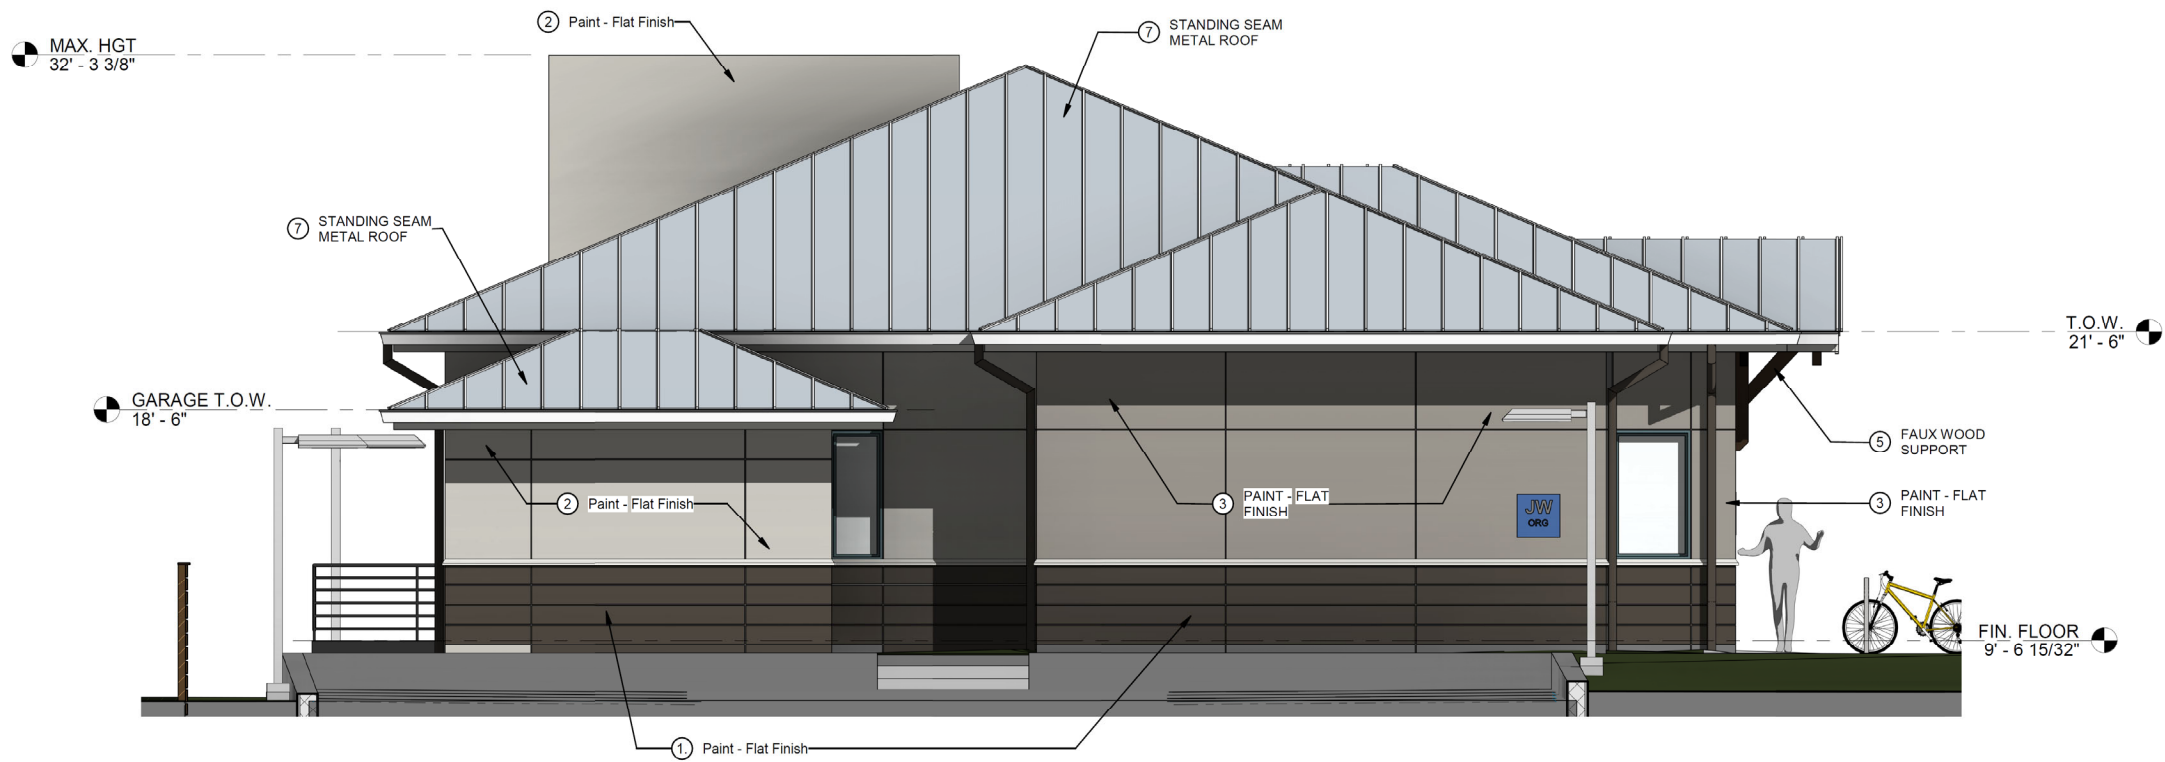 2 Paint - Flat Finish
7 STANDING SEAM
METAL ROOF
MAX. HGT
32' - 3 3/8"
7 STANDING SEAM
METAL ROOF
T.O.W.
21' - 6"
GARAGE T.O.W.
18' - 6"
5 FAUX WOOD
SUPPORT
2 Paint - Flat Finish
3 PAINT - FLAT
FINISH
JW
ORG
3 PAINT - FLAT
FINISH
FIN. FLOOR
9' - 6 15/32"
1. Paint - Flat Finish